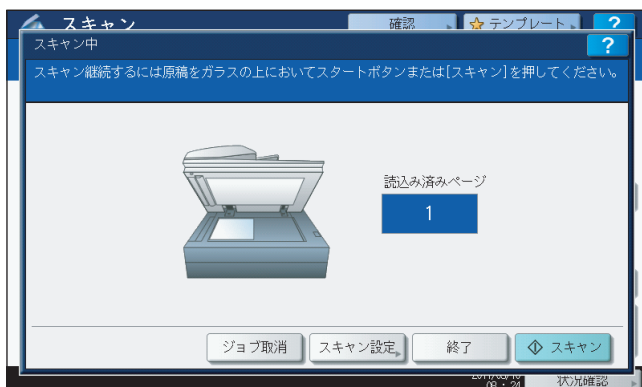 スキャン
確認
テンプレート
?
スキャン中
?
スキャン継続するには原稿をガラスの上においてスタートボタンまたは[スキャン]を押してください。
読込み済みページ
1
ジョブ取消
スキャン設定
終了
スキャン
08 : 24
状況確認